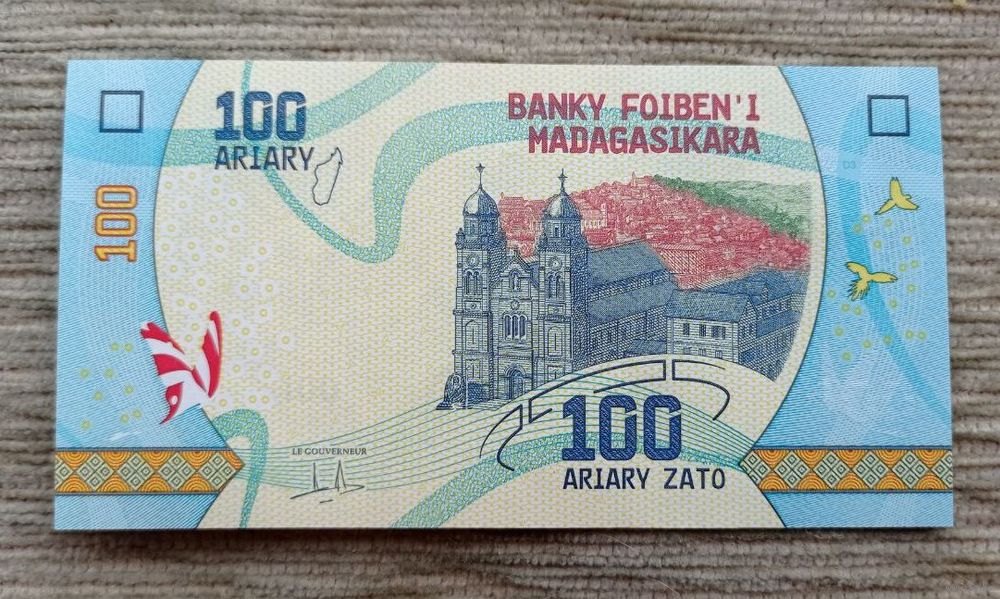 100
ARIARY
BANKY FOIBEN'I
MADAGASIKARA
100
LE GOUVERNEUR
100
ARIARY ZATO